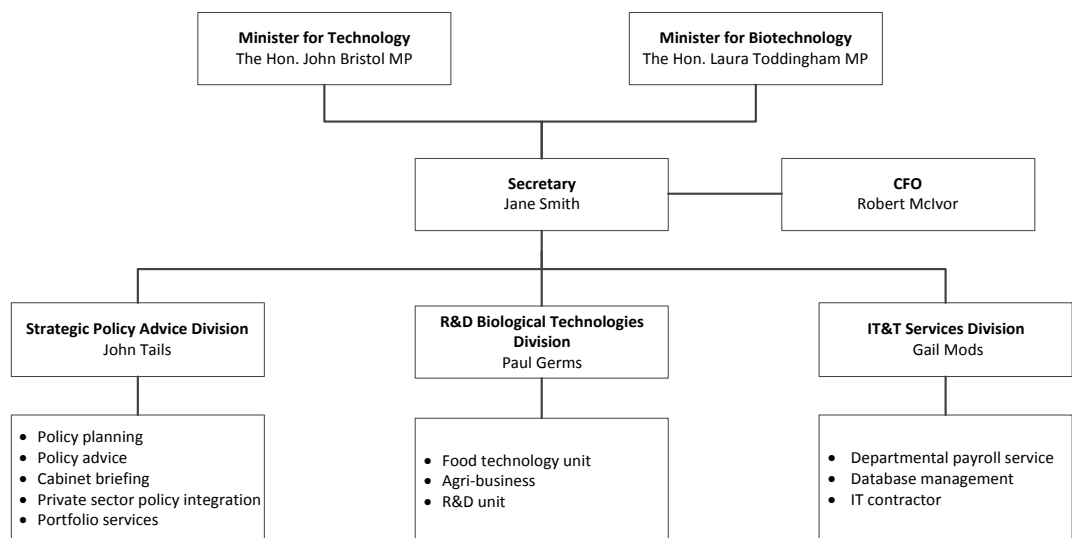 Minister for Technology
The Hon. John Bristol MP
Minister for Biotechnology
The Hon. Laura Toddingham MP
Secretary
Jane Smith
CFO
Robert McIvor
Strategic Policy Advice Division
John Tails
R&D Biological Technologies
Division
Paul Germs
IT&T Services Division
Gail Mods
• Policy planning
• Policy advice
• Cabinet briefing
• Private sector policy integration
• Portfolio services
• Food technology unit
• Agri-business
• R&D unit
• Departmental payroll service
• Database management
• IT contractor